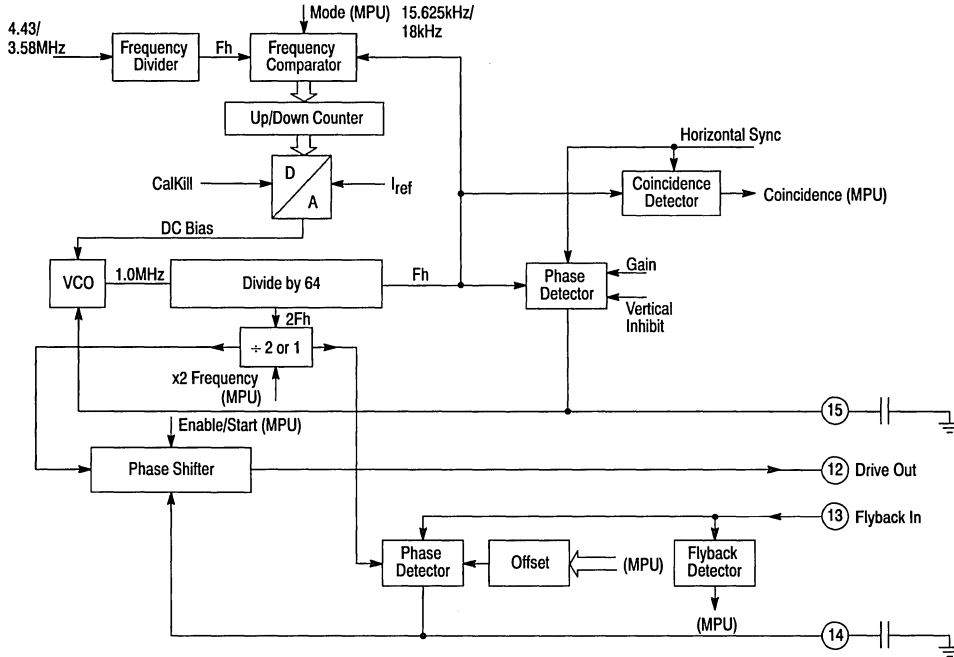 Mode (MPU)
15.625kHz/
18kHz
4.43/
3.58MHz
Frequency
Divider
Fh
Frequency
Comparator
Up/Down Counter
Horizontal Sync
D
A
CalKill
Iref
Coincidence
Detector
Coincidence (MPU)
DC Bias
VCO
1.0MHz
Divide by 64
Fh
Phase
Detector
Gain
Vertical
Inhibit
2Fh
÷ 2 or 1
x2 Frequency
(MPU)
15
Enable/Start (MPU)
Phase Shifter
12 Drive Out
13 Flyback In
Phase
Detector
Offset
(MPU)
Flyback
Detector
(MPU)
14